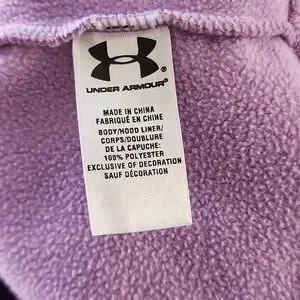 UNDER ARMOUR®
MADE IN CHINA
FABRIQUÉ EN CHINE
BODY/HOOD LINER/
CORPS/DOUBLURE
DE LA CAPUCHE:
100% POLYESTER
EXCLUSIVE OF DECORATION
SAUF DÉCORATION